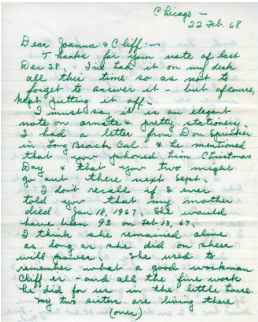 Chicago —
22 Feb. 68
Dear Joanna & Cliff: —
Thanks for your note of last
Dec 28. I've had it on my desk
all this time so as not to
forget to answer it — but of course,
kept putting it off.
I must say it is an elegant
note on ornate & pretty stationery.
I had a letter from Don
in Long Beach, Cal. & he mentioned
that you phoned him Christmas
Day & that you two might
go out there next Sept.
I don't recall if I ever
told you that my mother
died Jan 18, 1967. She would
have been 93 on Feb 13, 67.
I think she remained alive
as long as she did on sheer
will power. She used to
remember what a good workman
Cliff was — and all the fine work
he did for us in the little house.
My two sisters are living there
(over)